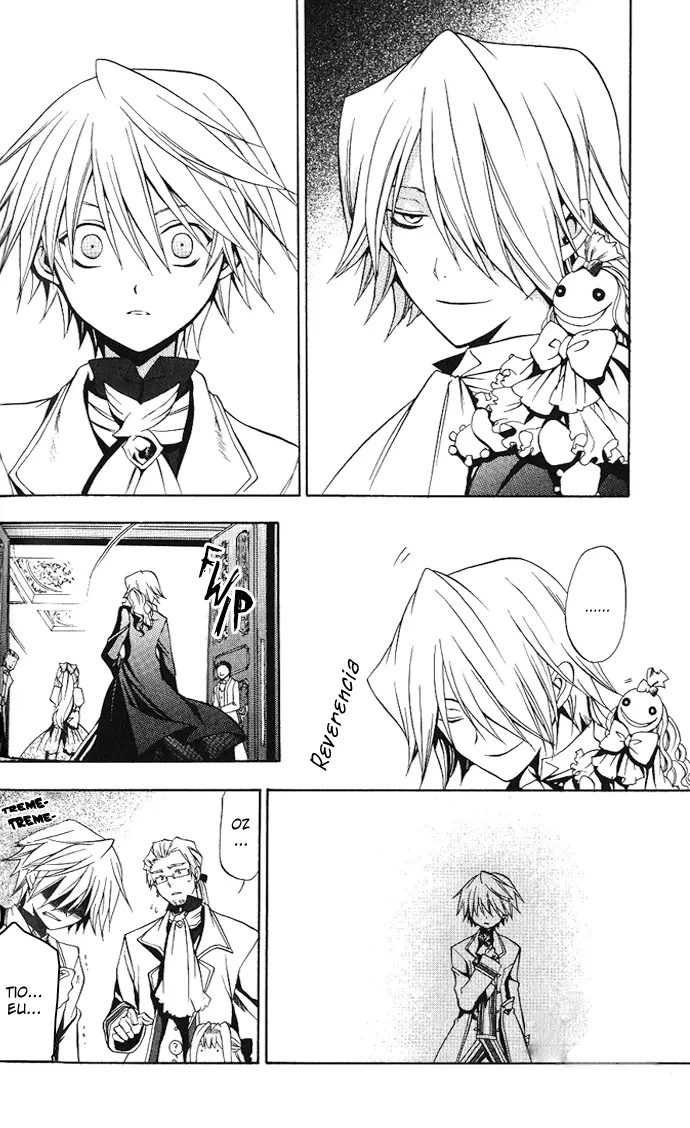 ......
Reverencia
FWIP
OZ
...
TREME-
TREME-
TIO...
EU...
?